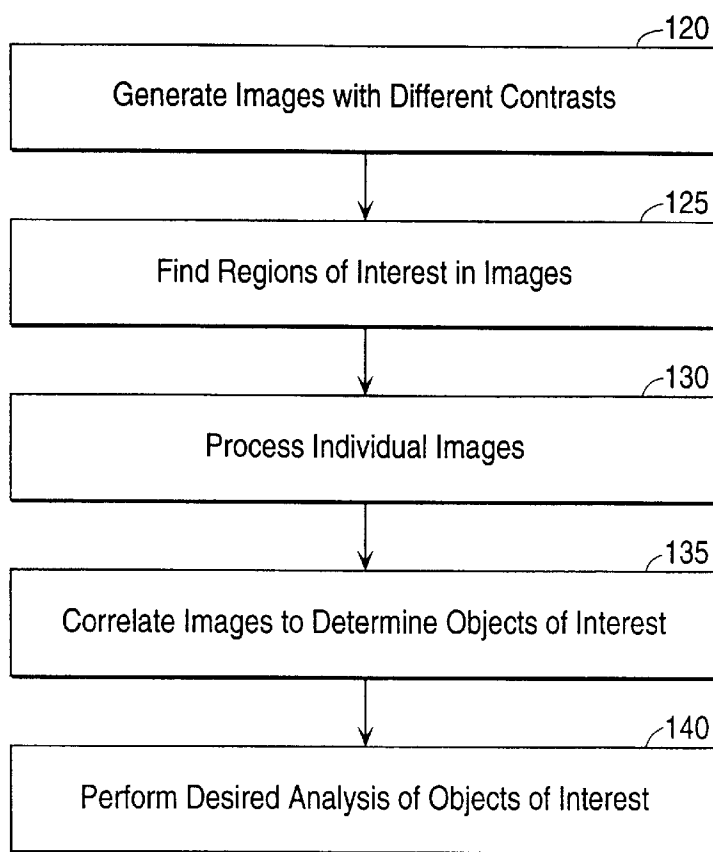 120
Generate Images with Different Contrasts
125
Find Regions of Interest in Images
130
Process Individual Images
135
Correlate Images to Determine Objects of Interest
140
Perform Desired Analysis of Objects of Interest